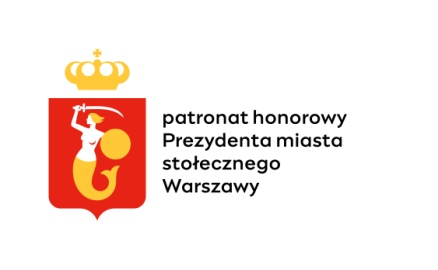 patronat honorowy
Prezydenta miasta
stołecznego
Warszawy